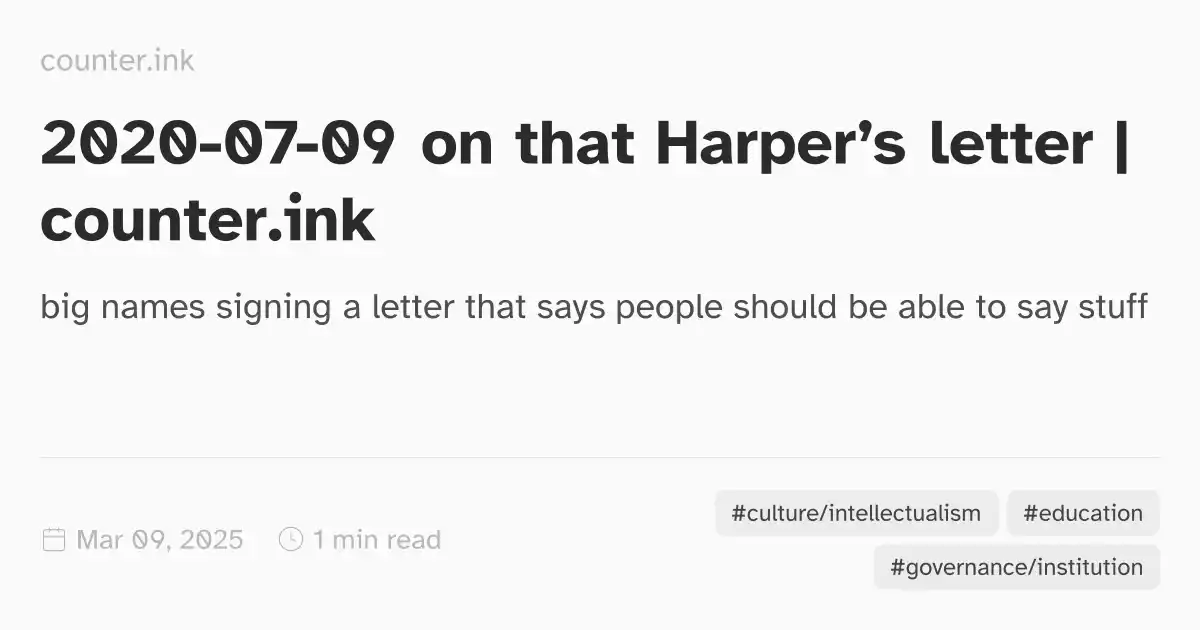 counter.ink
2020-07-09 on that Harper’s letter |
counter.ink
big names signing a letter that says people should be able to say stuff
Mar 09, 2025
1 min read
#culture/intellectualism
#education
#governance/institution